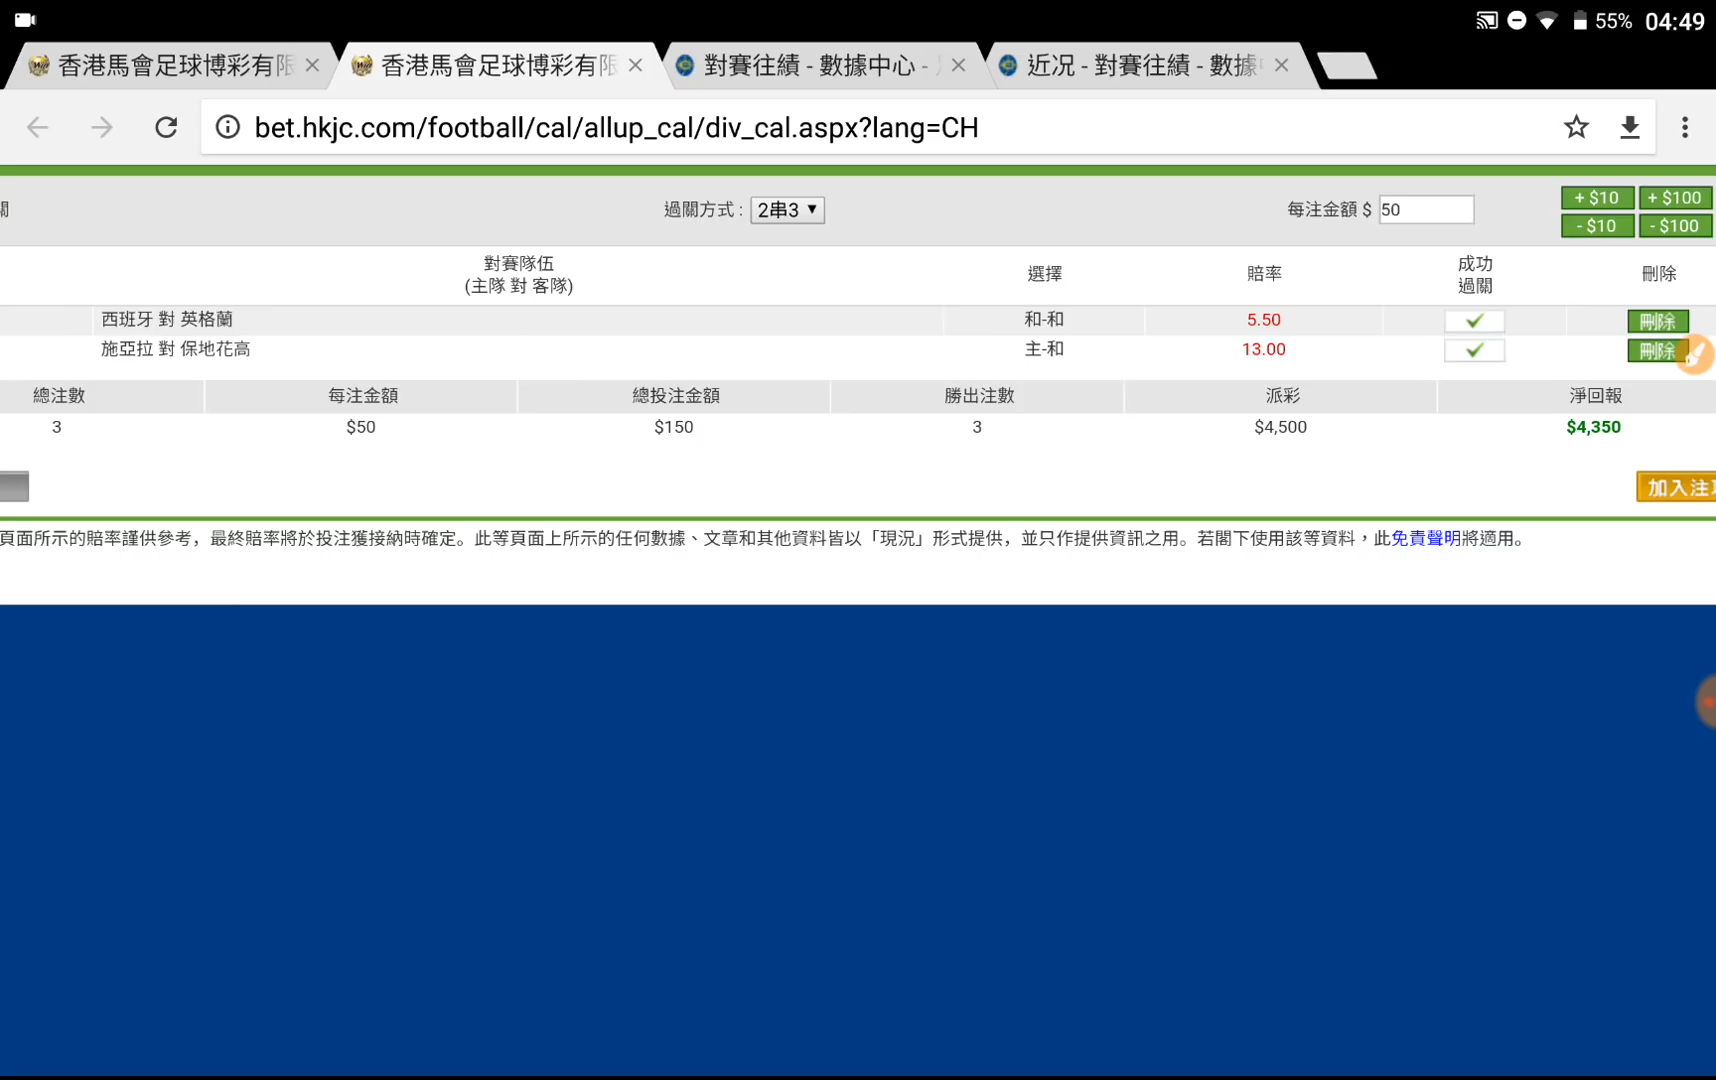 55% 04:49
香港馬會足球博彩有限
香港馬會足球博彩有限
對賽往績 - 數據中心 -
近况 - 對賽往績 - 數據
bet.hkjc.com/football/cal/allup_cal/div_cal.aspx?lang=CH
過關方式 : 2串3 每注金額 $ 50 + $10 + $100
- $10 - $100
對賽隊伍
(主隊 對 客隊) 選擇 賠率 成功
過關 刪除
西班牙 對 英格蘭 和-和 5.50 刪除
施亞拉 對 保地花高 主-和 13.00 刪除
總注數 每注金額 總投注金額 勝出注數 派彩 淨回報
3 $50 $150 3 $4,500 $4,350
加入注
頁面所示的賠率謹供參考，最終賠率將於投注獲接納時確定。此等頁面上所示的任何數據、文章和其他資料皆以「現況」形式提供，並只作提供資訊之用。若閣下使用該等資料，此免責聲明將適用。